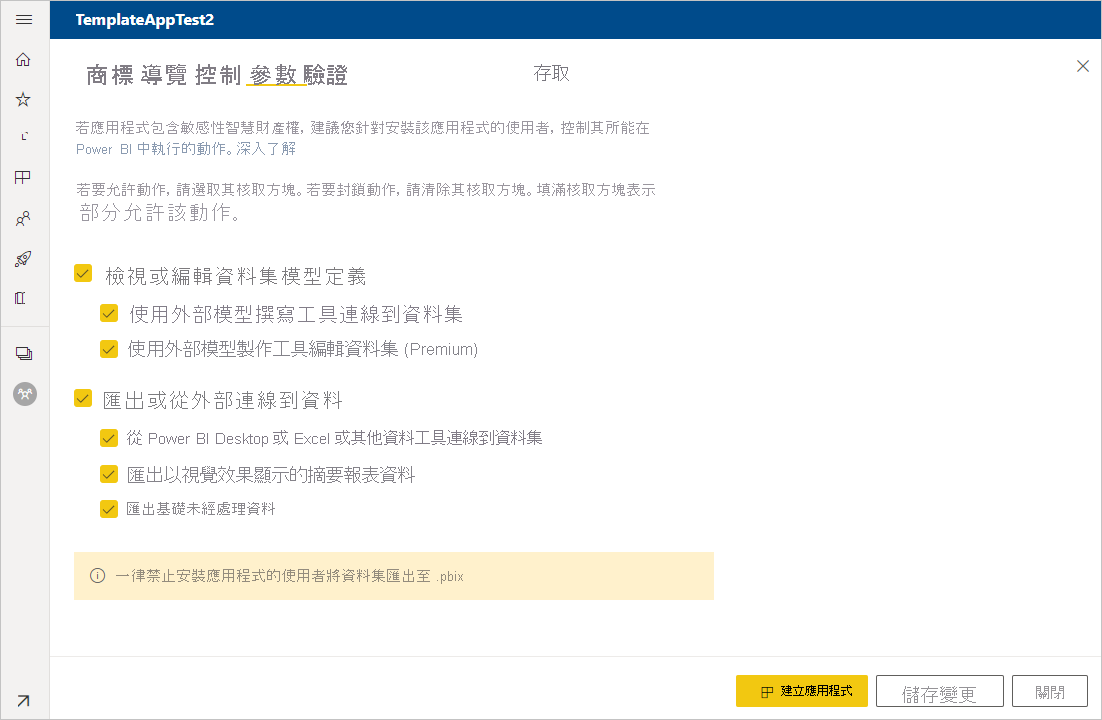 TemplateAppTest2
商標 導覽 控制 參數 驗證 存取
若應用程式包含敏感性智慧財產權, 建議您針對安裝該應用程式的使用者, 控制其所能在
Power BI 中執行的動作。深入了解
若要允許動作, 請選取其核取方塊。若要封鎖動作, 請清除其核取方塊。填滿核取方塊表示
部分允許該動作。
檢視或編輯資料集模型定義
使用外部模型撰寫工具連線到資料集
使用外部模型製作工具編輯資料集 (Premium)
匯出或從外部連線到資料
從 Power BI Desktop 或 Excel 或其他資料工具連線到資料集
匯出以視覺效果顯示的摘要報表資料
匯出基礎未經處理資料
一律禁止安裝應用程式的使用者將資料集匯出至 .pbix
建立應用程式 儲存變更 關閉